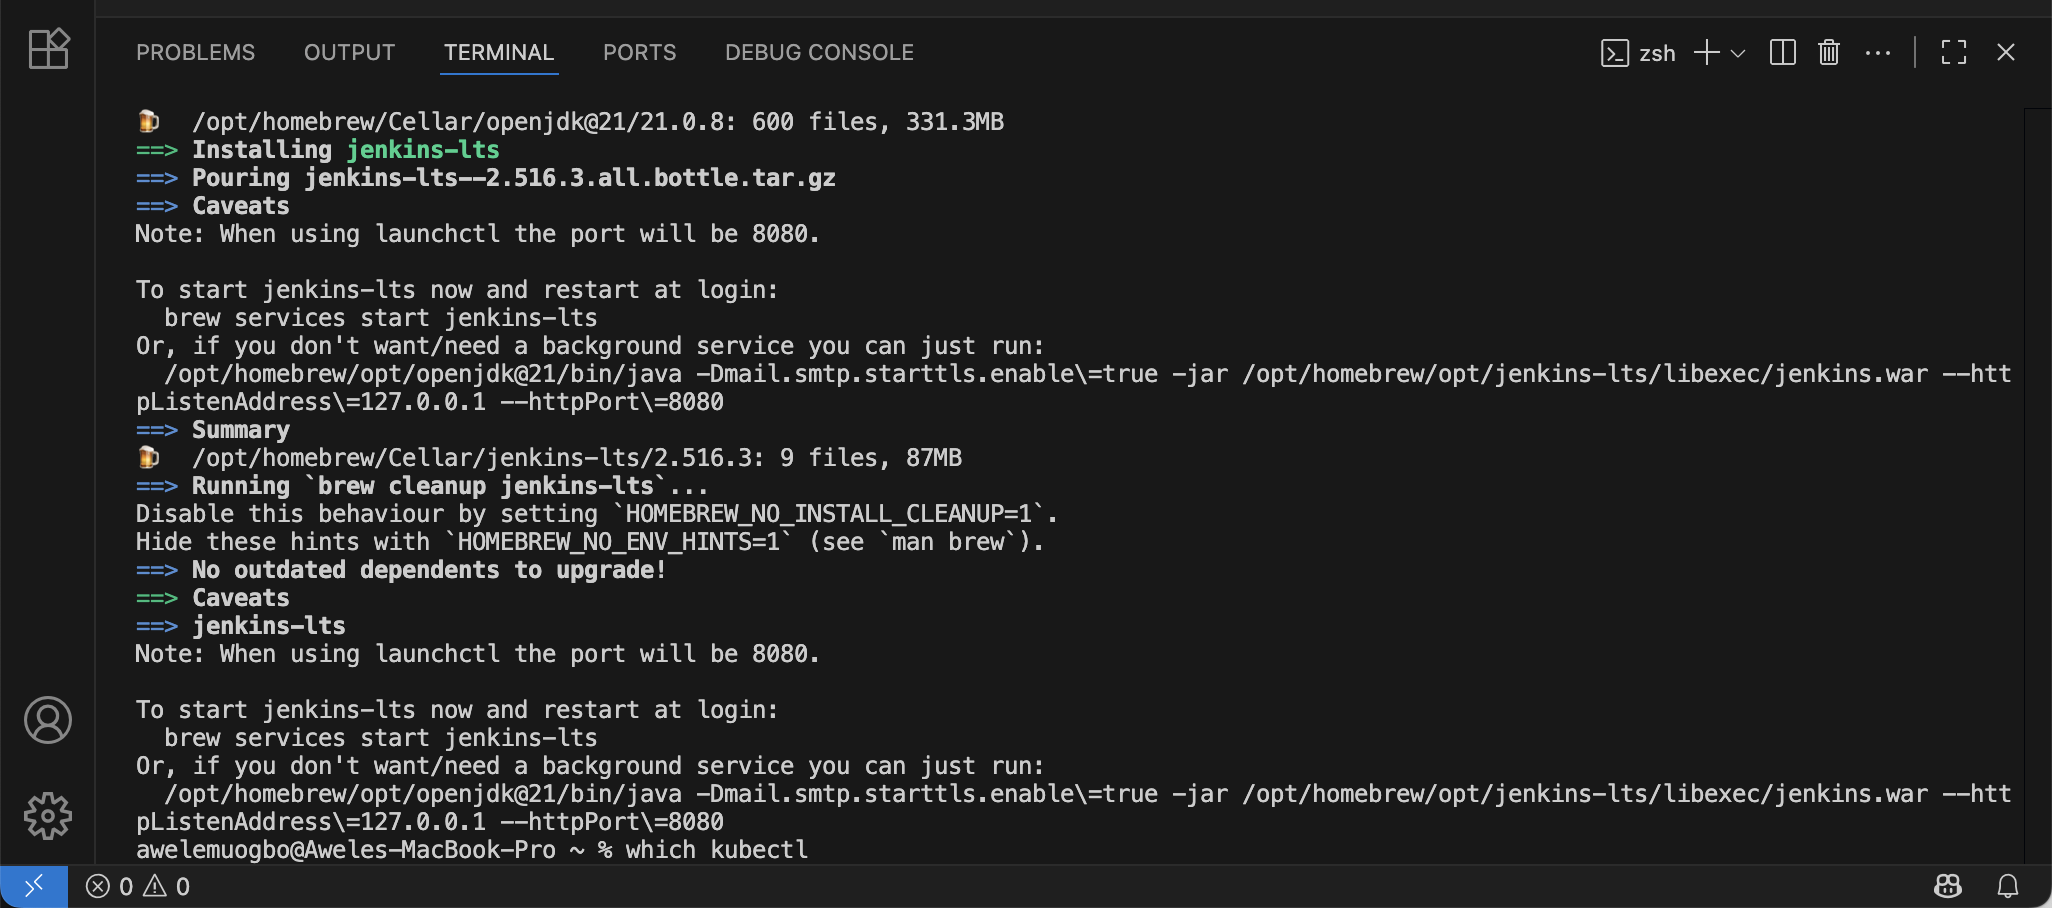 PROBLEMS OUTPUT TERMINAL PORTS DEBUG CONSOLE zsh
/opt/homebrew/Cellar/openjdk@21/21.0.8: 600 files, 331.3MB
==> Installing jenkins-lts
==> Pouring jenkins-lts--2.516.3.all.bottle.tar.gz
==> Caveats
Note: When using launchctl the port will be 8080.
To start jenkins-lts now and restart at login:
  brew services start jenkins-lts
Or, if you don't want/need a background service you can just run:
  /opt/homebrew/opt/openjdk@21/bin/java -Dmail.smtp.starttls.enable\=true -jar /opt/homebrew/opt/jenkins-lts/libexec/jenkins.war --htt
pListenAddress\=127.0.0.1 --httpPort\=8080
==> Summary
/opt/homebrew/Cellar/jenkins-lts/2.516.3: 9 files, 87MB
==> Running `brew cleanup jenkins-lts`...
Disable this behaviour by setting `HOMEBREW_NO_INSTALL_CLEANUP=1`.
Hide these hints with `HOMEBREW_NO_ENV_HINTS=1` (see `man brew`).
==> No outdated dependents to upgrade!
==> Caveats
==> jenkins-lts
Note: When using launchctl the port will be 8080.
To start jenkins-lts now and restart at login:
  brew services start jenkins-lts
Or, if you don't want/need a background service you can just run:
  /opt/homebrew/opt/openjdk@21/bin/java -Dmail.smtp.starttls.enable\=true -jar /opt/homebrew/opt/jenkins-lts/libexec/jenkins.war --htt
pListenAddress\=127.0.0.1 --httpPort\=8080
awelemuogbo@Aweles-MacBook-Pro ~ % which kubectl
0 0